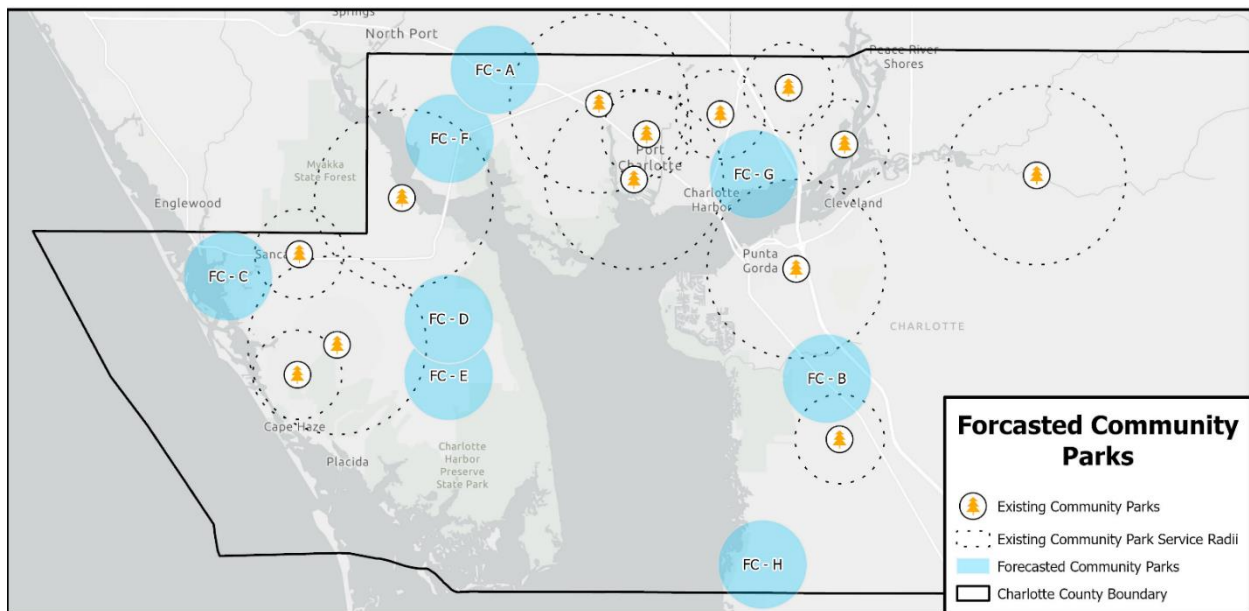 Springs
North Port
FC - A
Peace River
Shores
FC - F
Myakka
State Forest
Port
Charlotte
FC - G
Englewood
Charlotte
Harbor
Cleveland
FC - C
Punta
Gorda
FC - D
CHARLOTTE
FC - E
FC - B
Cape Haze
Placida
Charlotte
Harbor
Preserve
State Park
FC - H
Forcasted Community
Parks
Existing Community Parks
Existing Community Park Service Radii
Forecasted Community Parks
Charlotte County Boundary